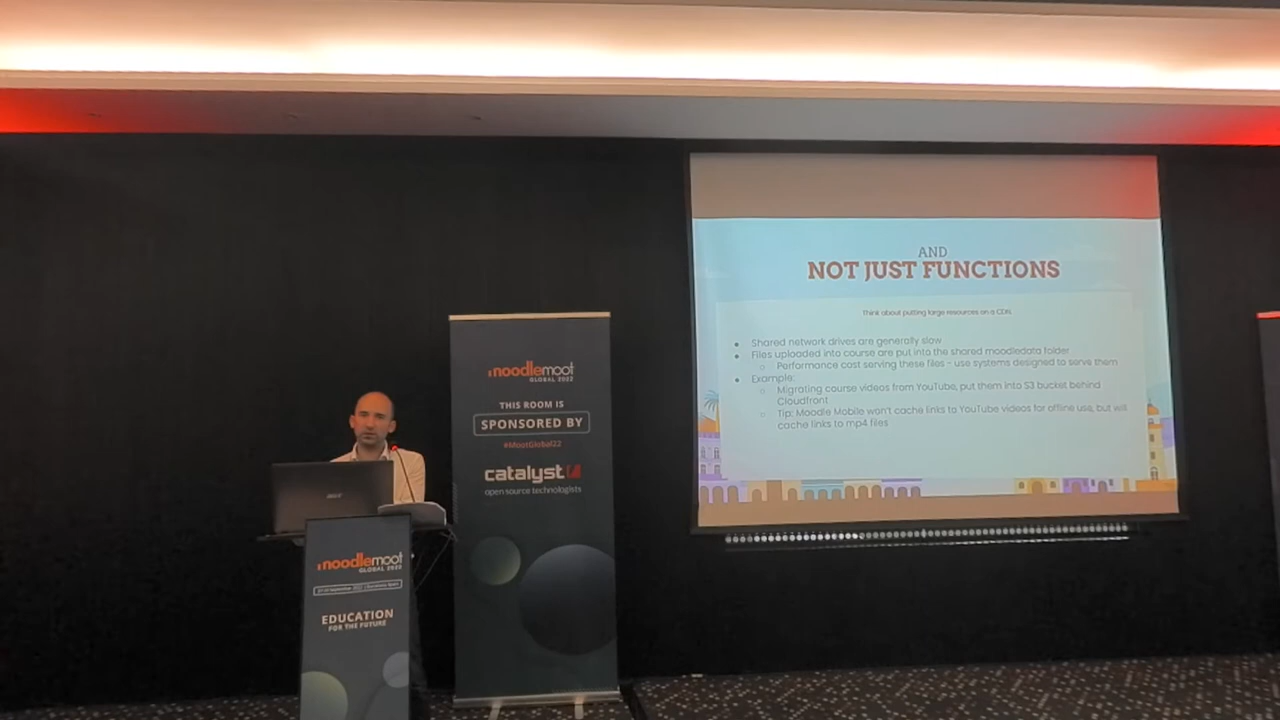 AND
NOT JUST FUNCTIONS
Think about putting large resources on a CDN.
● Shared network drives are generally slow
● Files uploaded into course are put into the shared moodledata folder
○ Performance cost serving these files - use systems designed to serve them
● Example:
○ Migrating course videos from YouTube, put them into S3 bucket behind
Cloudfront
○ Tip: Moodle Mobile won't cache links to YouTube videos for offline use, but will
cache links to mp4 files
moodlemoot
GLOBAL 2022
THIS ROOM IS
SPONSORED BY
#MootGlobal22
catalyst
open source technologists
acer
moodlemoot
GLOBAL 2022
EDUCATION
FOR THE FUTURE